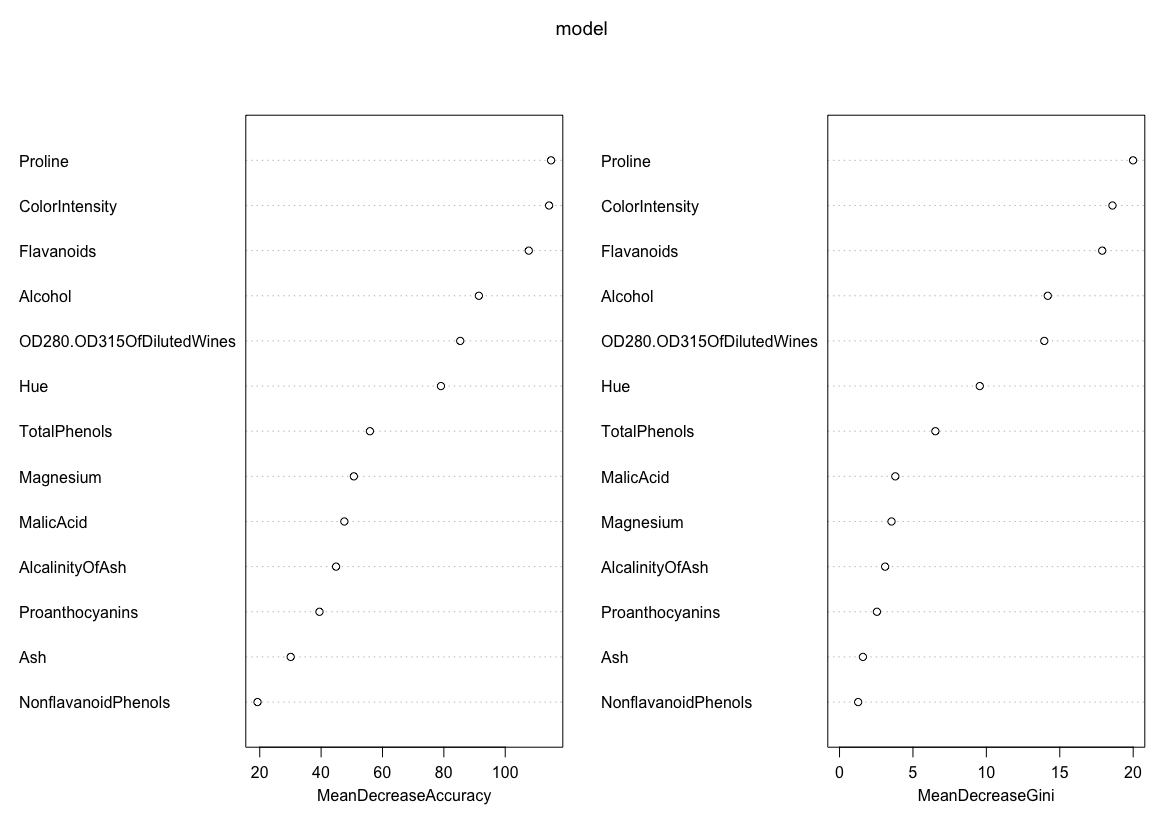 model
Proline
ColorIntensity
Flavanoids
Alcohol
OD280.OD315OfDilutedWines
Hue
TotalPhenols
Magnesium
MalicAcid
AlcalinityOfAsh
Proanthocyanins
Ash
NonflavanoidPhenols
20 40 60 80 100
MeanDecreaseAccuracy
Proline
ColorIntensity
Flavanoids
Alcohol
OD280.OD315OfDilutedWines
Hue
TotalPhenols
MalicAcid
Magnesium
AlcalinityOfAsh
Proanthocyanins
Ash
NonflavanoidPhenols
0 5 10 15 20
MeanDecreaseGini